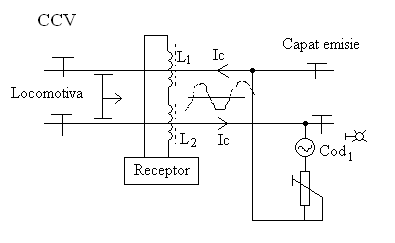 CCV
L1
Ic
Capat emisie
Locomotiva
L2
Ic
Cod1
Receptor